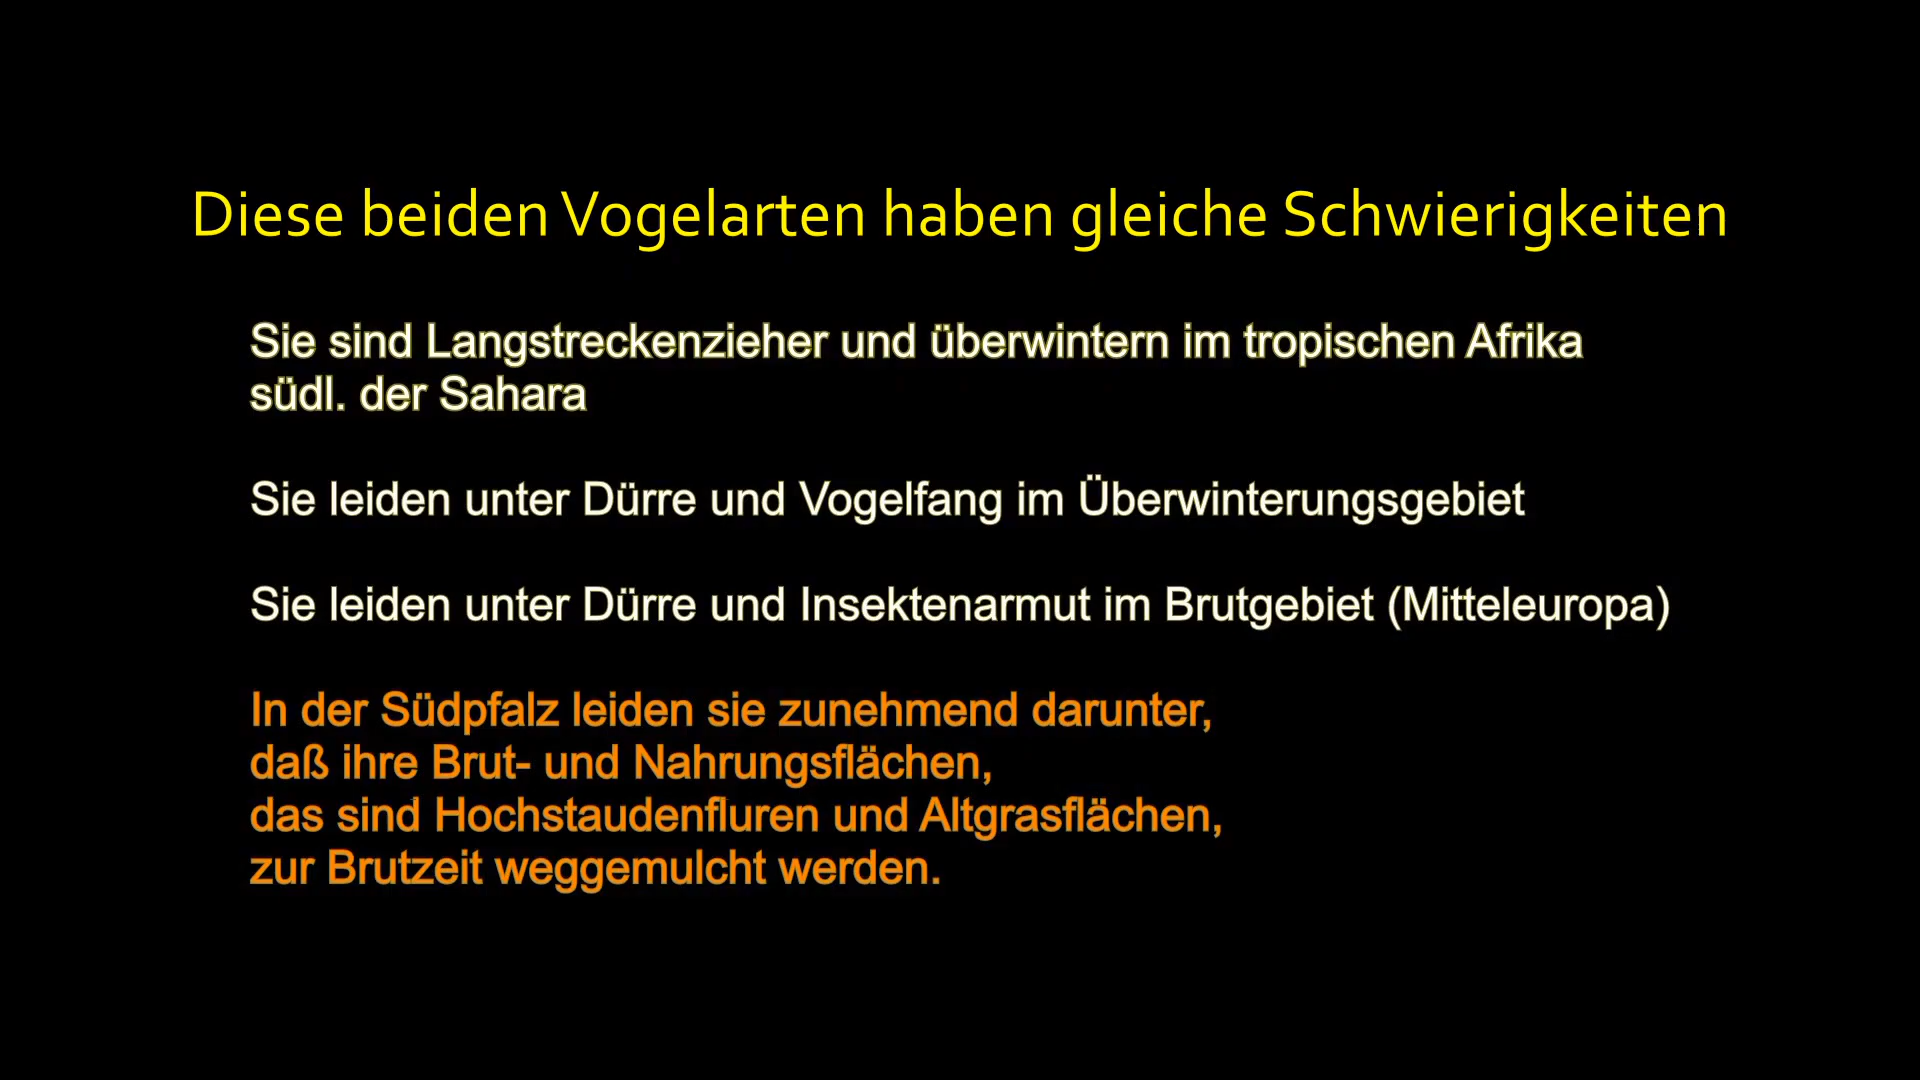 Diese beiden Vogelarten haben gleiche Schwierigkeiten
Sie sind Langstreckenzieher und überwintern im tropischen Afrika
südl. der Sahara
Sie leiden unter Dürre und Vogelfang im Überwinterungsgebiet
Sie leiden unter Dürre und Insektenarmut im Brutgebiet (Mitteleuropa)
In der Südpfalz leiden sie zunehmend darunter,
daß ihre Brut- und Nahrungsflächen,
das sind Hochstaudenfluren und Altgrasflächen,
zur Brutzeit weggemulcht werden.